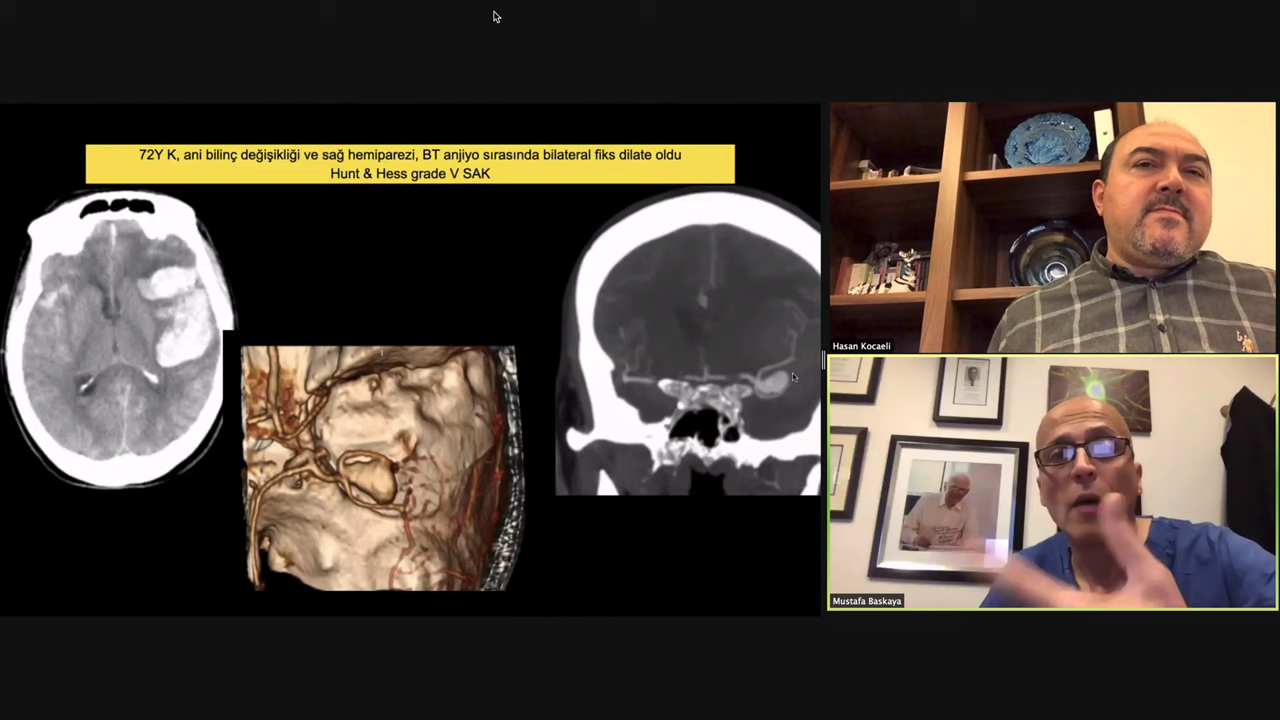 72Y K, ani bilinç değişikliği ve sağ hemiparezi, BT anjiyo sırasında bilateral fiks dilate oldu
Hunt & Hess grade V SAK
Hasan Kocaeli
Mustafa Baskaya